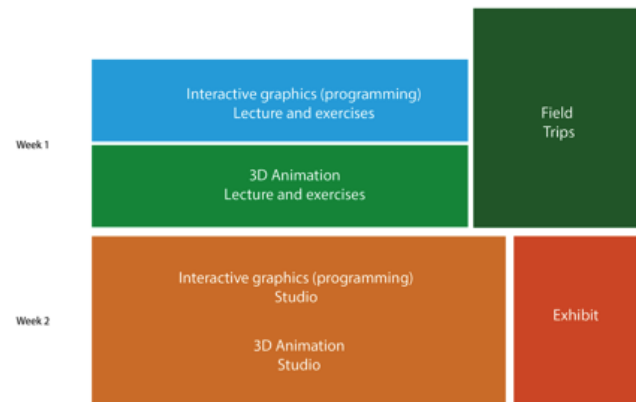 Week 1
Interactive graphics (programming)
Lecture and exercises
3D Animation
Lecture and exercises
Field
Trips
Week 2
Interactive graphics (programming)
Studio
3D Animation
Studio
Exhibit